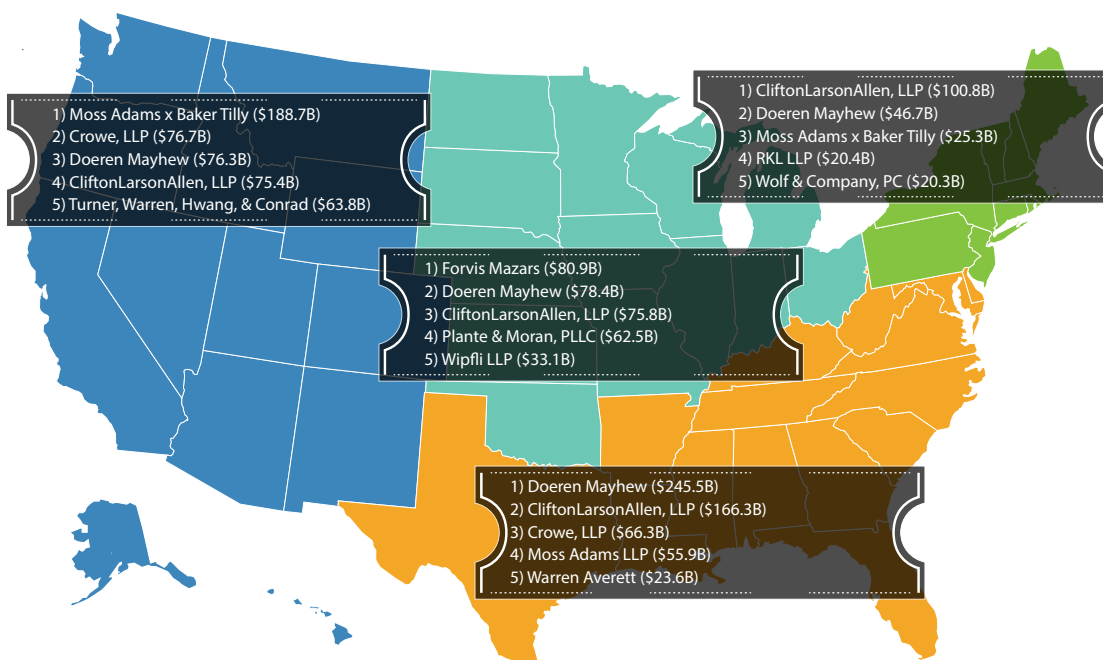 1) Moss Adams x Baker Tilly ($188.7B)
2) Crowe, LLP ($76.7B)
3) Doeren Mayhew ($76.3B)
4) CliftonLarsonAllen, LLP ($75.4B)
5) Turner, Warren, Hwang, & Conrad ($63.8B)
1) CliftonLarsonAllen, LLP ($100.8B)
2) Doeren Mayhew ($46.7B)
3) Moss Adams x Baker Tilly ($25.3B)
4) RKL LLP ($20.4B)
5) Wolf & Company, PC ($20.3B)
1) Forvis Mazars ($80.9B)
2) Doeren Mayhew ($78.4B)
3) CliftonLarsonAllen, LLP ($75.8B)
4) Plante & Moran, PLLC ($62.5B)
5) Wipfli LLP ($33.1B)
1) Doeren Mayhew ($245.5B)
2) CliftonLarsonAllen, LLP ($166.3B)
3) Crowe, LLP ($66.3B)
4) Moss Adams LLP ($55.9B)
5) Warren Averett ($23.6B)